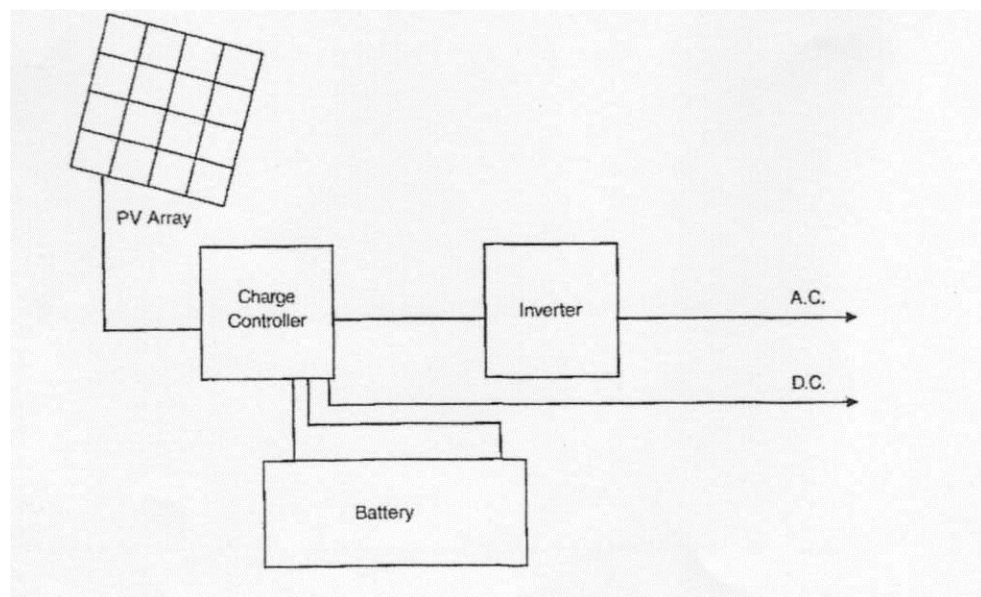 PV Array
Charge
Controller
Inverter
A.C.
D.C.
Battery